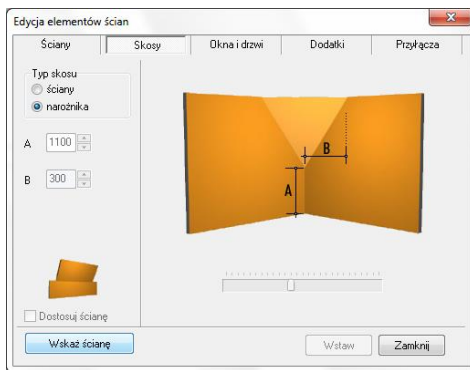 Edycja elementów ścian
Ściany
Skosy
Okna i drzwi
Dodatki
Przyłącza
Typ skosu
ściany
narożnika
A 1100
B 300
B
A
Dostosuj ścianę
Wskaż ścianę
Wstaw
Zamknij